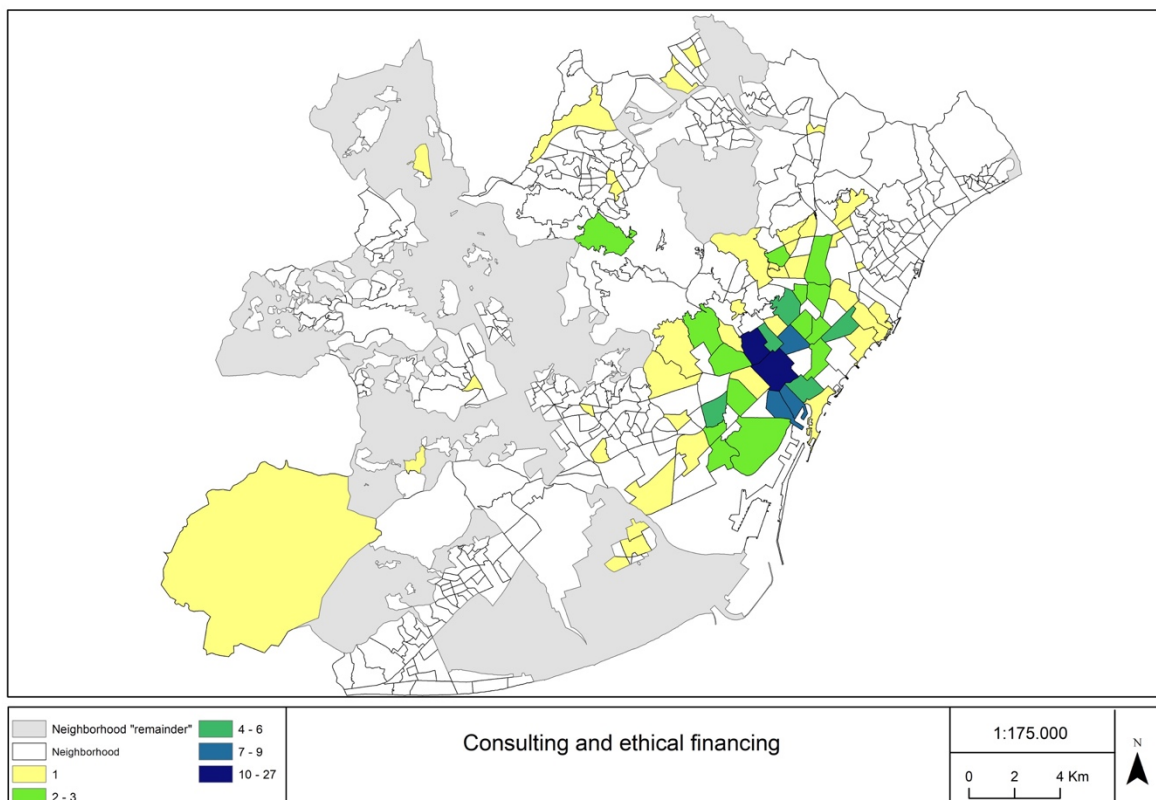 Neighborhood "remainder"
Neighborhood
1
2 - 3
4 - 6
7 - 9
10 - 27
Consulting and ethical financing
1:175.000
0 2 4 Km
N